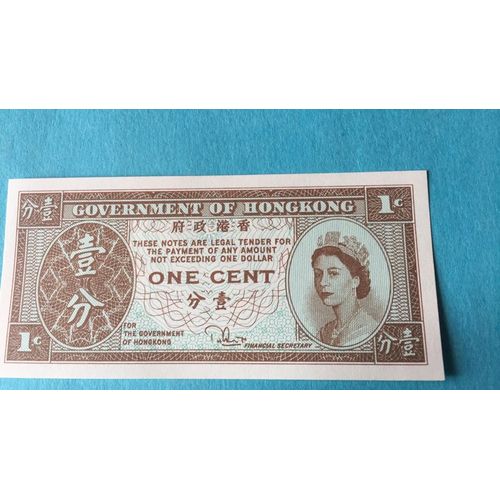 壹分
GOVERNMENT OF HONGKONG
1c
香港政府
THESE NOTES ARE LEGAL TENDER FOR
THE PAYMENT OF ANY AMOUNT
NOT EXCEEDING ONE DOLLAR
壹分
ONE CENT
壹分
FOR
THE GOVERNMENT
OF HONGKONG
FINANCIAL SECRETARY
1c
壹分